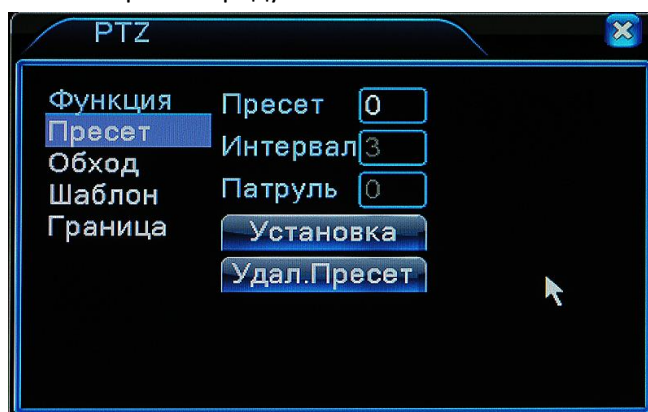 PTZ
Функция
Пресет
Обход
Шаблон
Граница
Пресет 0
Интервал 3
Патруль 0
Установка
Удал.Пресет